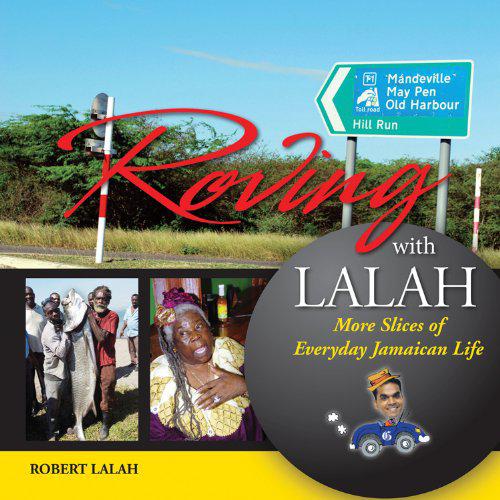 T-1
Toll road
Mandeville
May Pen
Old Harbour
Hill Run
Roving
with
LALAH
More Slices of
Everyday Jamaican Life
G
ROBERT LALAH